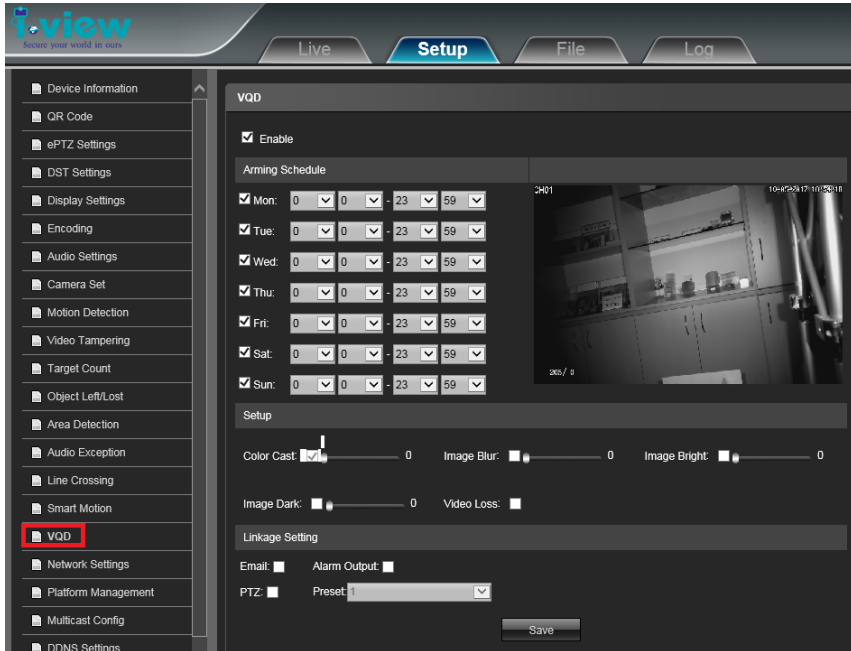 i-view
Secure your world in ours
Live Setup File Log
Device Information
QR Code
ePTZ Settings
DST Settings
Display Settings
Encoding
Audio Settings
Camera Set
Motion Detection
Video Tampering
Target Count
Object Left/Lost
Area Detection
Audio Exception
Line Crossing
Smart Motion
VQD
Network Settings
Platform Management
Multicast Config
DDNS Settings
VQD
Enable
Arming Schedule
Mon: 0 0 - 23 59
Tue: 0 0 - 23 59
Wed: 0 0 - 23 59
Thu: 0 0 - 23 59
Fri: 0 0 - 23 59
Sat: 0 0 - 23 59
Sun: 0 0 - 23 59
CH01
265/ 0
Setup
Color Cast: 0 Image Blur: 0 Image Bright: 0
Image Dark: 0 Video Loss:
Linkage Setting
Email: Alarm Output:
PTZ: Preset: 1
Save